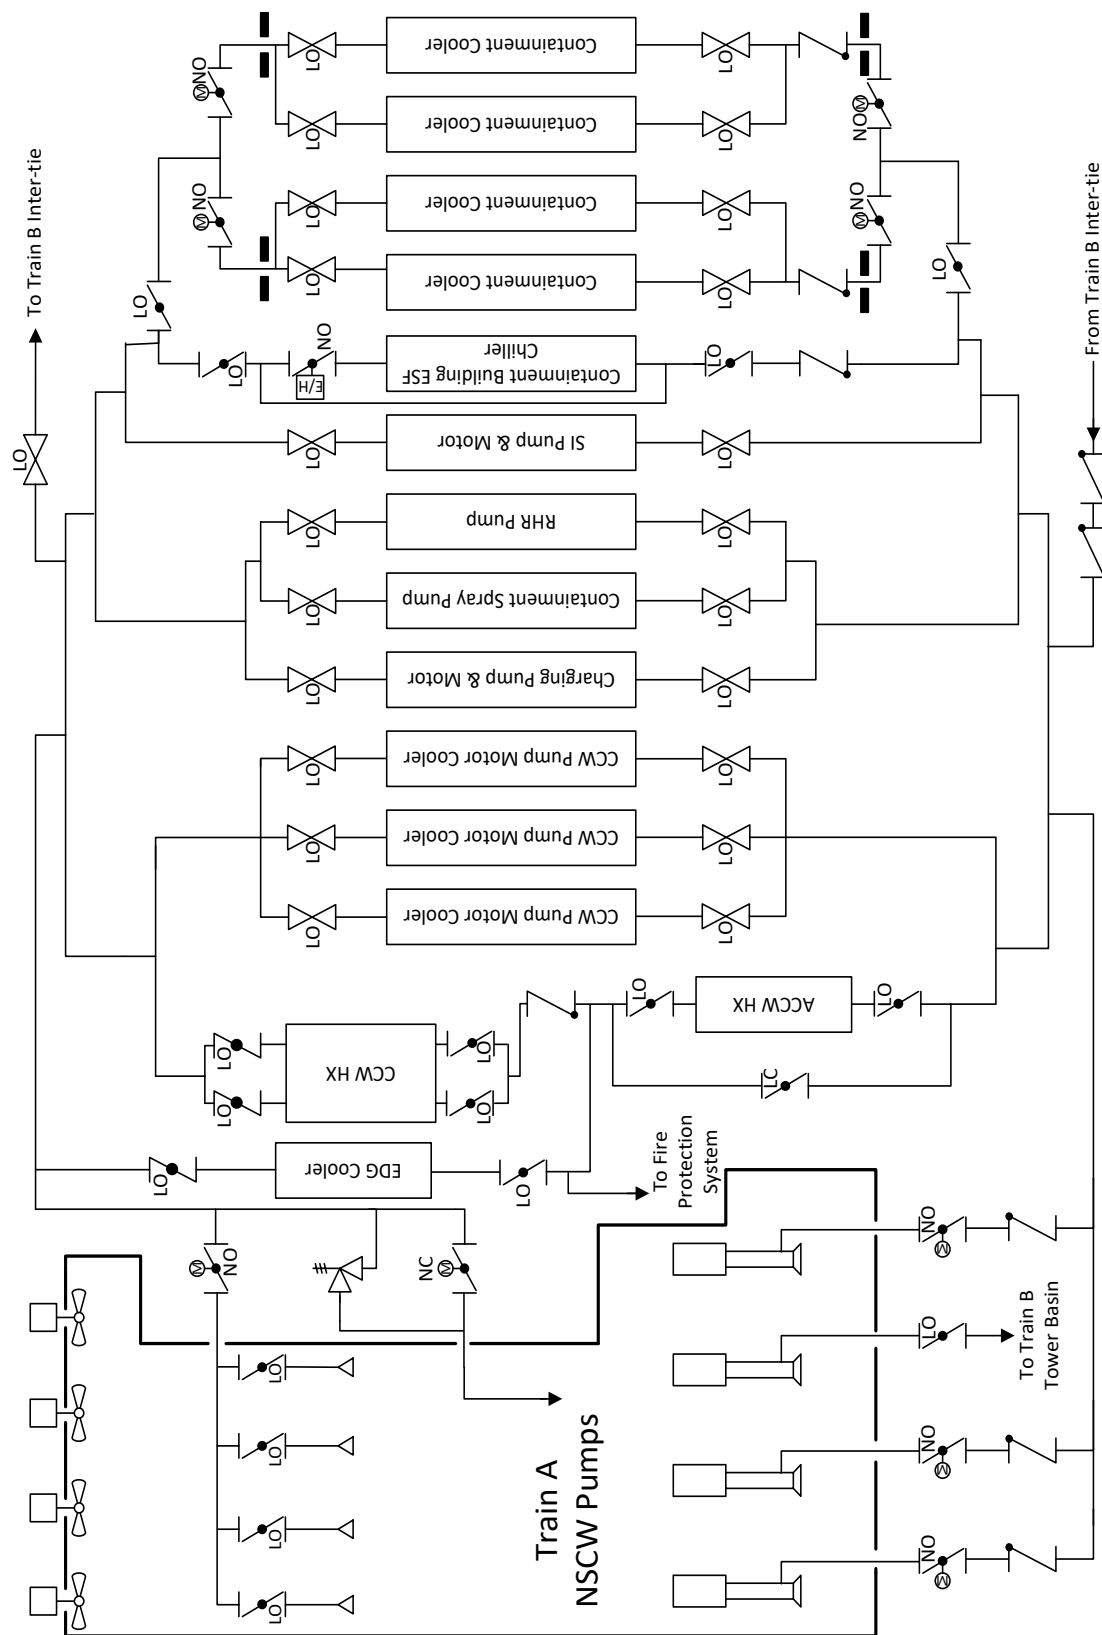 To Train B Inter-tie
From Train B Inter-tie
LO
LO
NO
M
NO
M
LO
LO
LO
LO
Containment Cooler
Containment Cooler
Containment Cooler
Containment Cooler
LO
LO
LO
LO
NO
M
NO
M
LO
LO
NO
E/H
Containment Building ESF
Chiller
LO
LO
SI Pump & Motor
LO
LO
RHR Pump
LO
LO
Containment Spray Pump
LO
LO
Charging Pump & Motor
LO
LO
CCW Pump Motor Cooler
LO
LO
CCW Pump Motor Cooler
LO
LO
CCW Pump Motor Cooler
LO
LO
LO
CCW HX
LO
LO
LO
ACCW HX
LO
LC
LO
EDG Cooler
LO
To Fire
Protection
System
M
NO
NC
M
LO
LO
LO
LO
Train A
NSCW Pumps
NO
M
LO
To Train B
Tower Basin
NO
M
NO
M